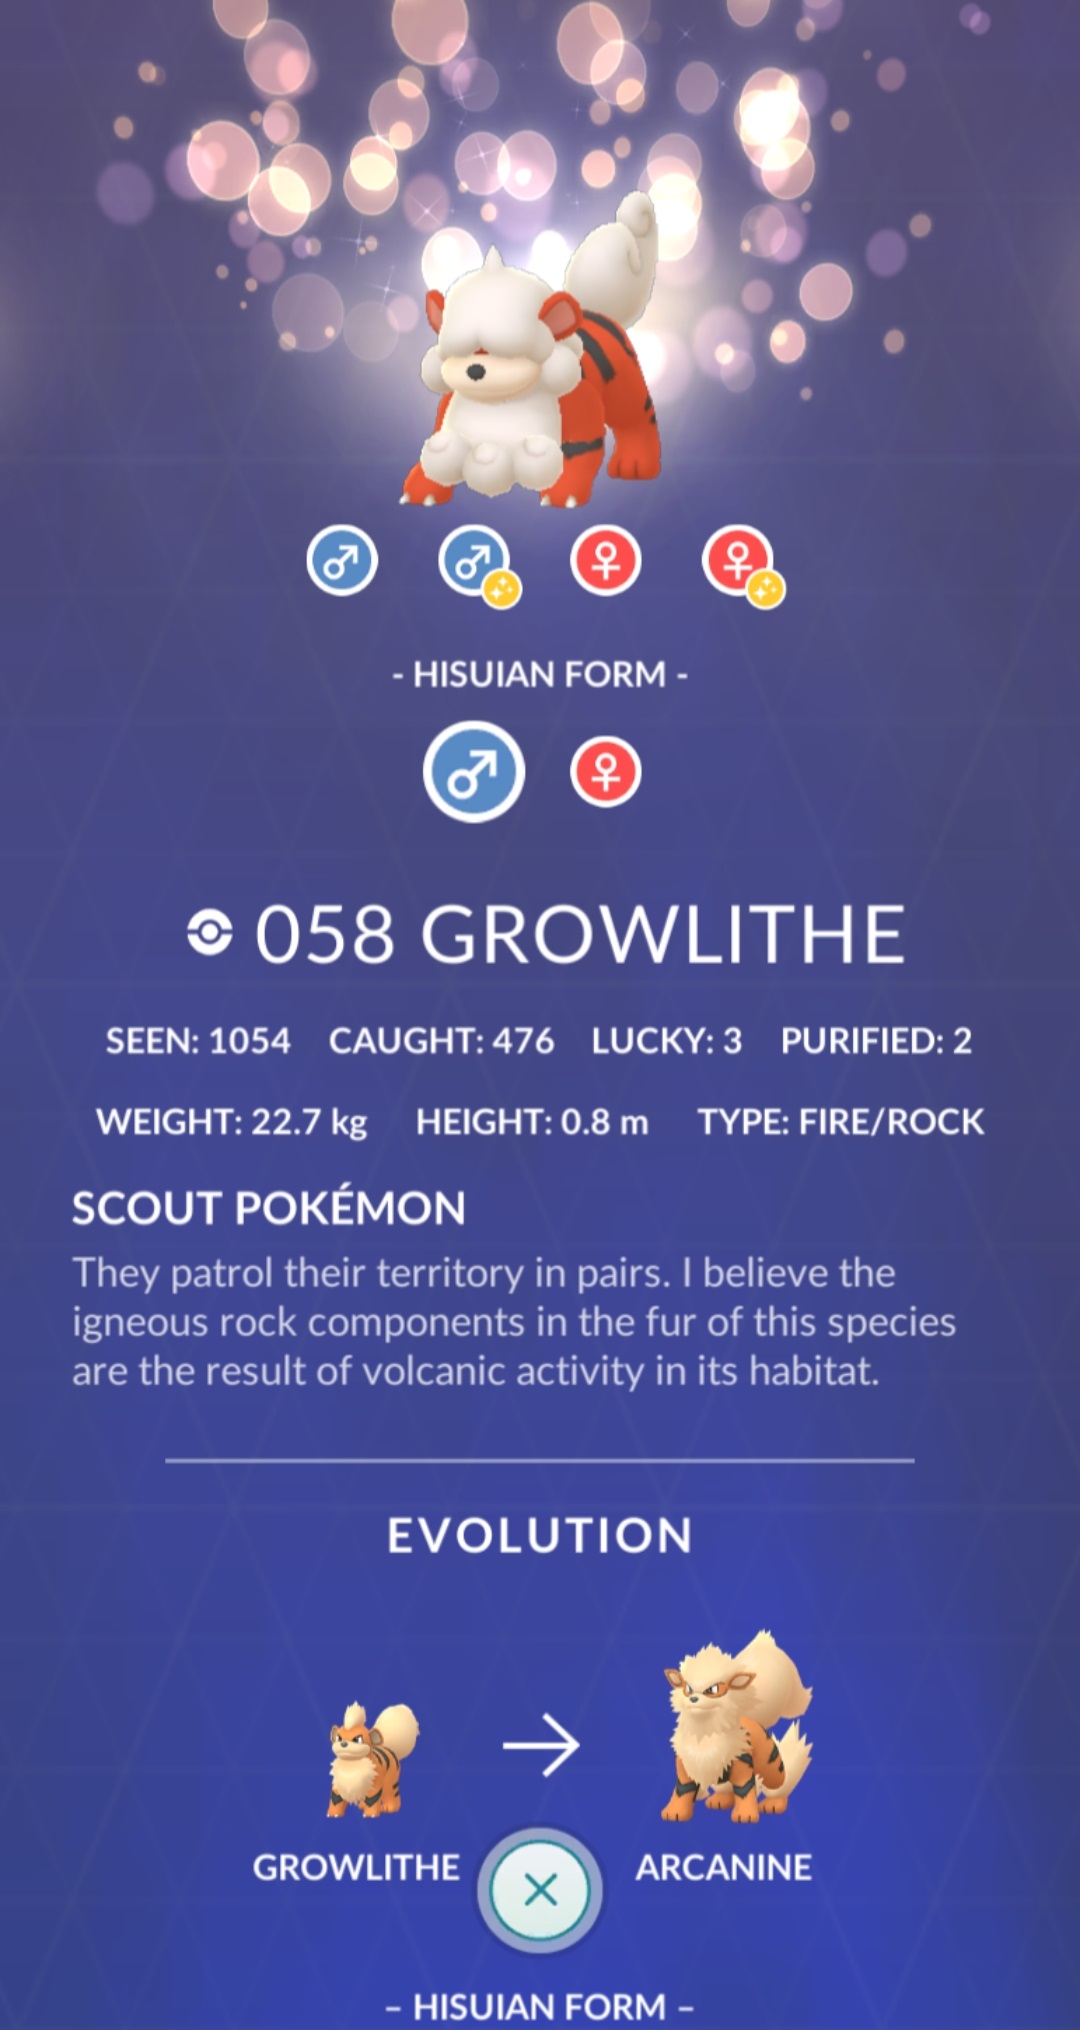 - HISUIAN FORM -
058 GROWLITHE
SEEN: 1054 CAUGHT: 476 LUCKY: 3 PURIFIED: 2
WEIGHT: 22.7 kg HEIGHT: 0.8 m TYPE: FIRE/ROCK
SCOUT POKÉMON
They patrol their territory in pairs. I believe the
igneous rock components in the fur of this species
are the result of volcanic activity in its habitat.
EVOLUTION
GROWLITHE ARCANINE
– HISUIAN FORM –